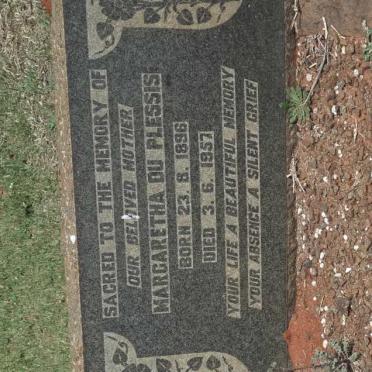 SACRED TO THE MEMORY OF
OUR BELOVED MOTHER
MARGARETHA DU PLESSIS
BORN 23. 8. 1896
DIED 3. 6. 1957
YOUR LIFE A BEAUTIFUL MEMORY
YOUR ABSENCE A SILENT GRIEF